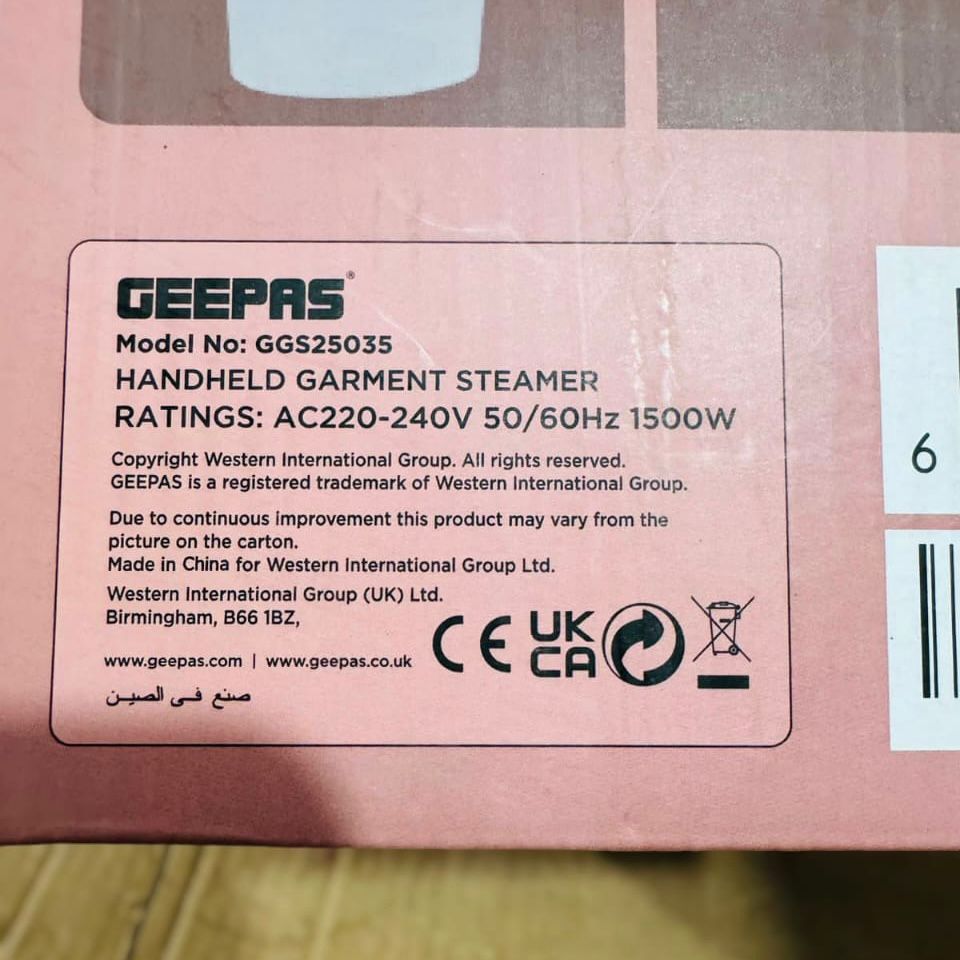 GEEPAS®
Model No: GGS25035
HANDHELD GARMENT STEAMER
RATINGS: AC220-240V 50/60Hz 1500W
Copyright Western International Group. All rights reserved.
GEEPAS is a registered trademark of Western International Group.
Due to continuous improvement this product may vary from the
picture on the carton.
Made in China for Western International Group Ltd.
Western International Group (UK) Ltd.
Birmingham, B66 1BZ,
www.geepas.com | www.geepas.co.uk
صنع في الصين
CE
UK
CA
6